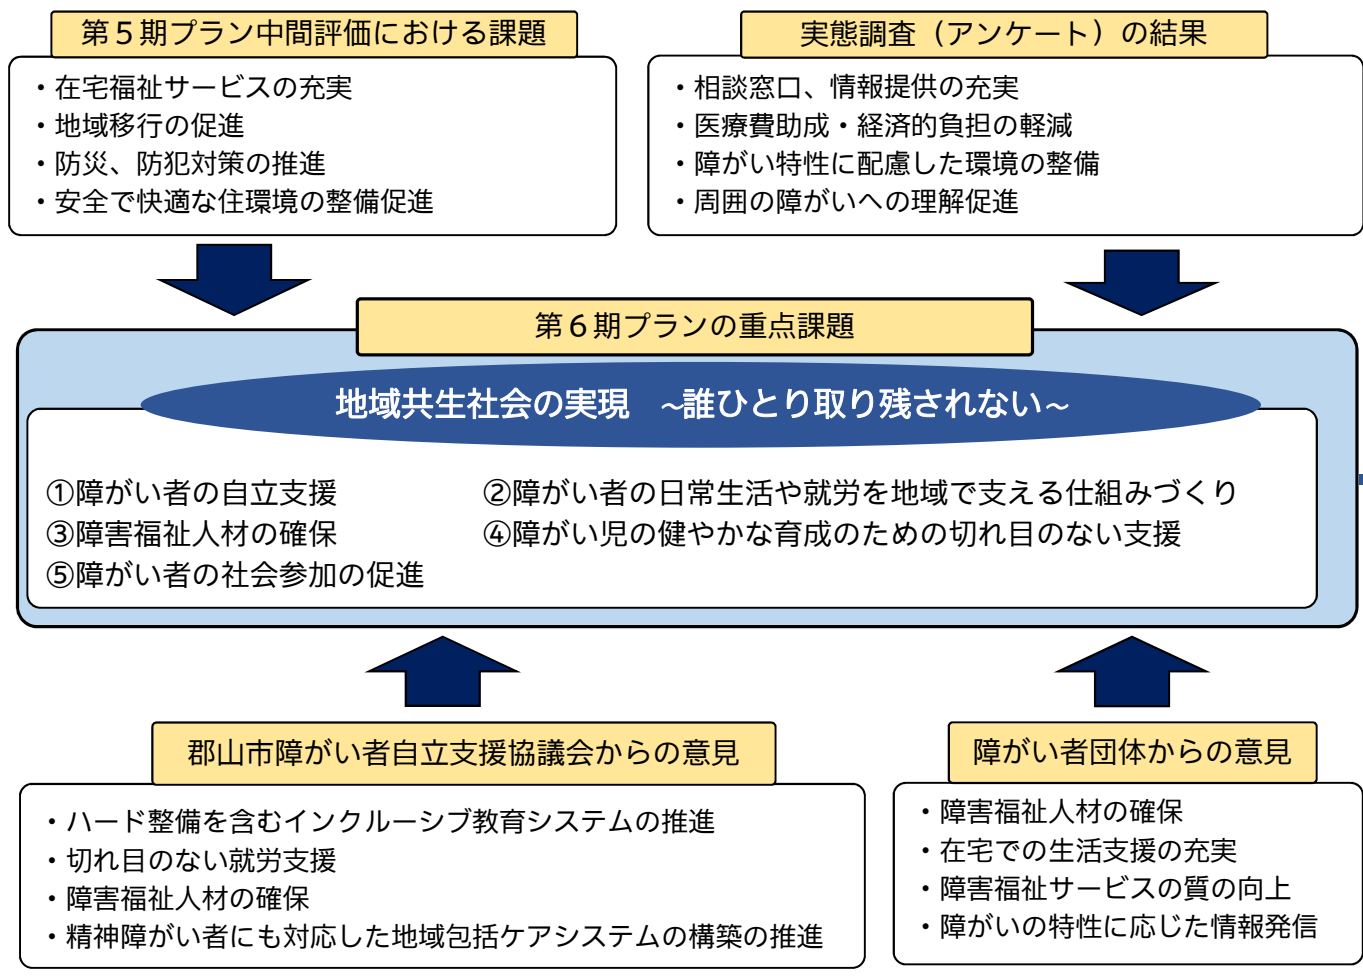 第５期プラン中間評価における課題
・在宅福祉サービスの充実
・地域移行の促進
・防災、防犯対策の推進
・安全で快適な住環境の整備促進
実態調査（アンケート）の結果
・相談窓口、情報提供の充実
・医療費助成・経済的負担の軽減
・障がい特性に配慮した環境の整備
・周囲の障がいへの理解促進
第６期プランの重点課題
地域共生社会の実現　~誰ひとり取り残されない~
①障がい者の自立支援
②障がい者の日常生活や就労を地域で支える仕組みづくり
③障害福祉人材の確保
④障がい児の健やかな育成のための切れ目のない支援
⑤障がい者の社会参加の促進
郡山市障がい者自立支援協議会からの意見
・ハード整備を含むインクルーシブ教育システムの推進
・切れ目のない就労支援
・障害福祉人材の確保
・精神障がい者にも対応した地域包括ケアシステムの構築の推進
障がい者団体からの意見
・障害福祉人材の確保
・在宅での生活支援の充実
・障害福祉サービスの質の向上
・障がいの特性に応じた情報発信